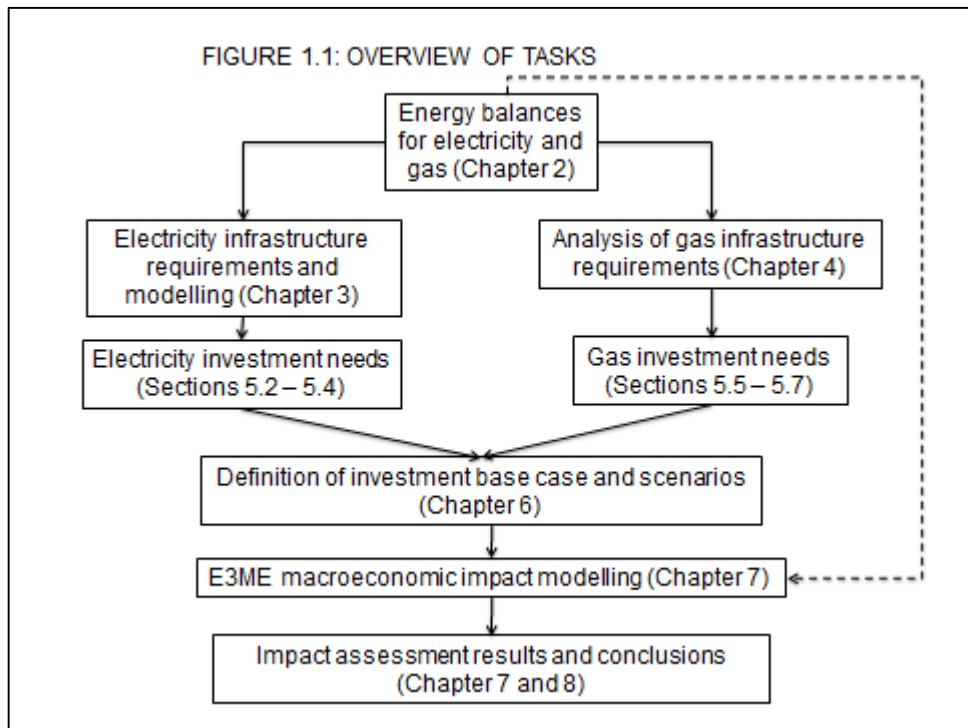 FIGURE 1.1: OVERVIEW OF TASKS
Energy balances
for electricity and
gas (Chapter 2)
Electricity infrastructure
requirements and
modelling (Chapter 3)
Analysis of gas infrastructure
requirements (Chapter 4)
Electricity investment needs
(Sections 5.2 – 5.4)
Gas investment needs
(Sections 5.5 – 5.7)
Definition of investment base case and scenarios
(Chapter 6)
E3ME macroeconomic impact modelling (Chapter 7)
Impact assessment results and conclusions
(Chapter 7 and 8)